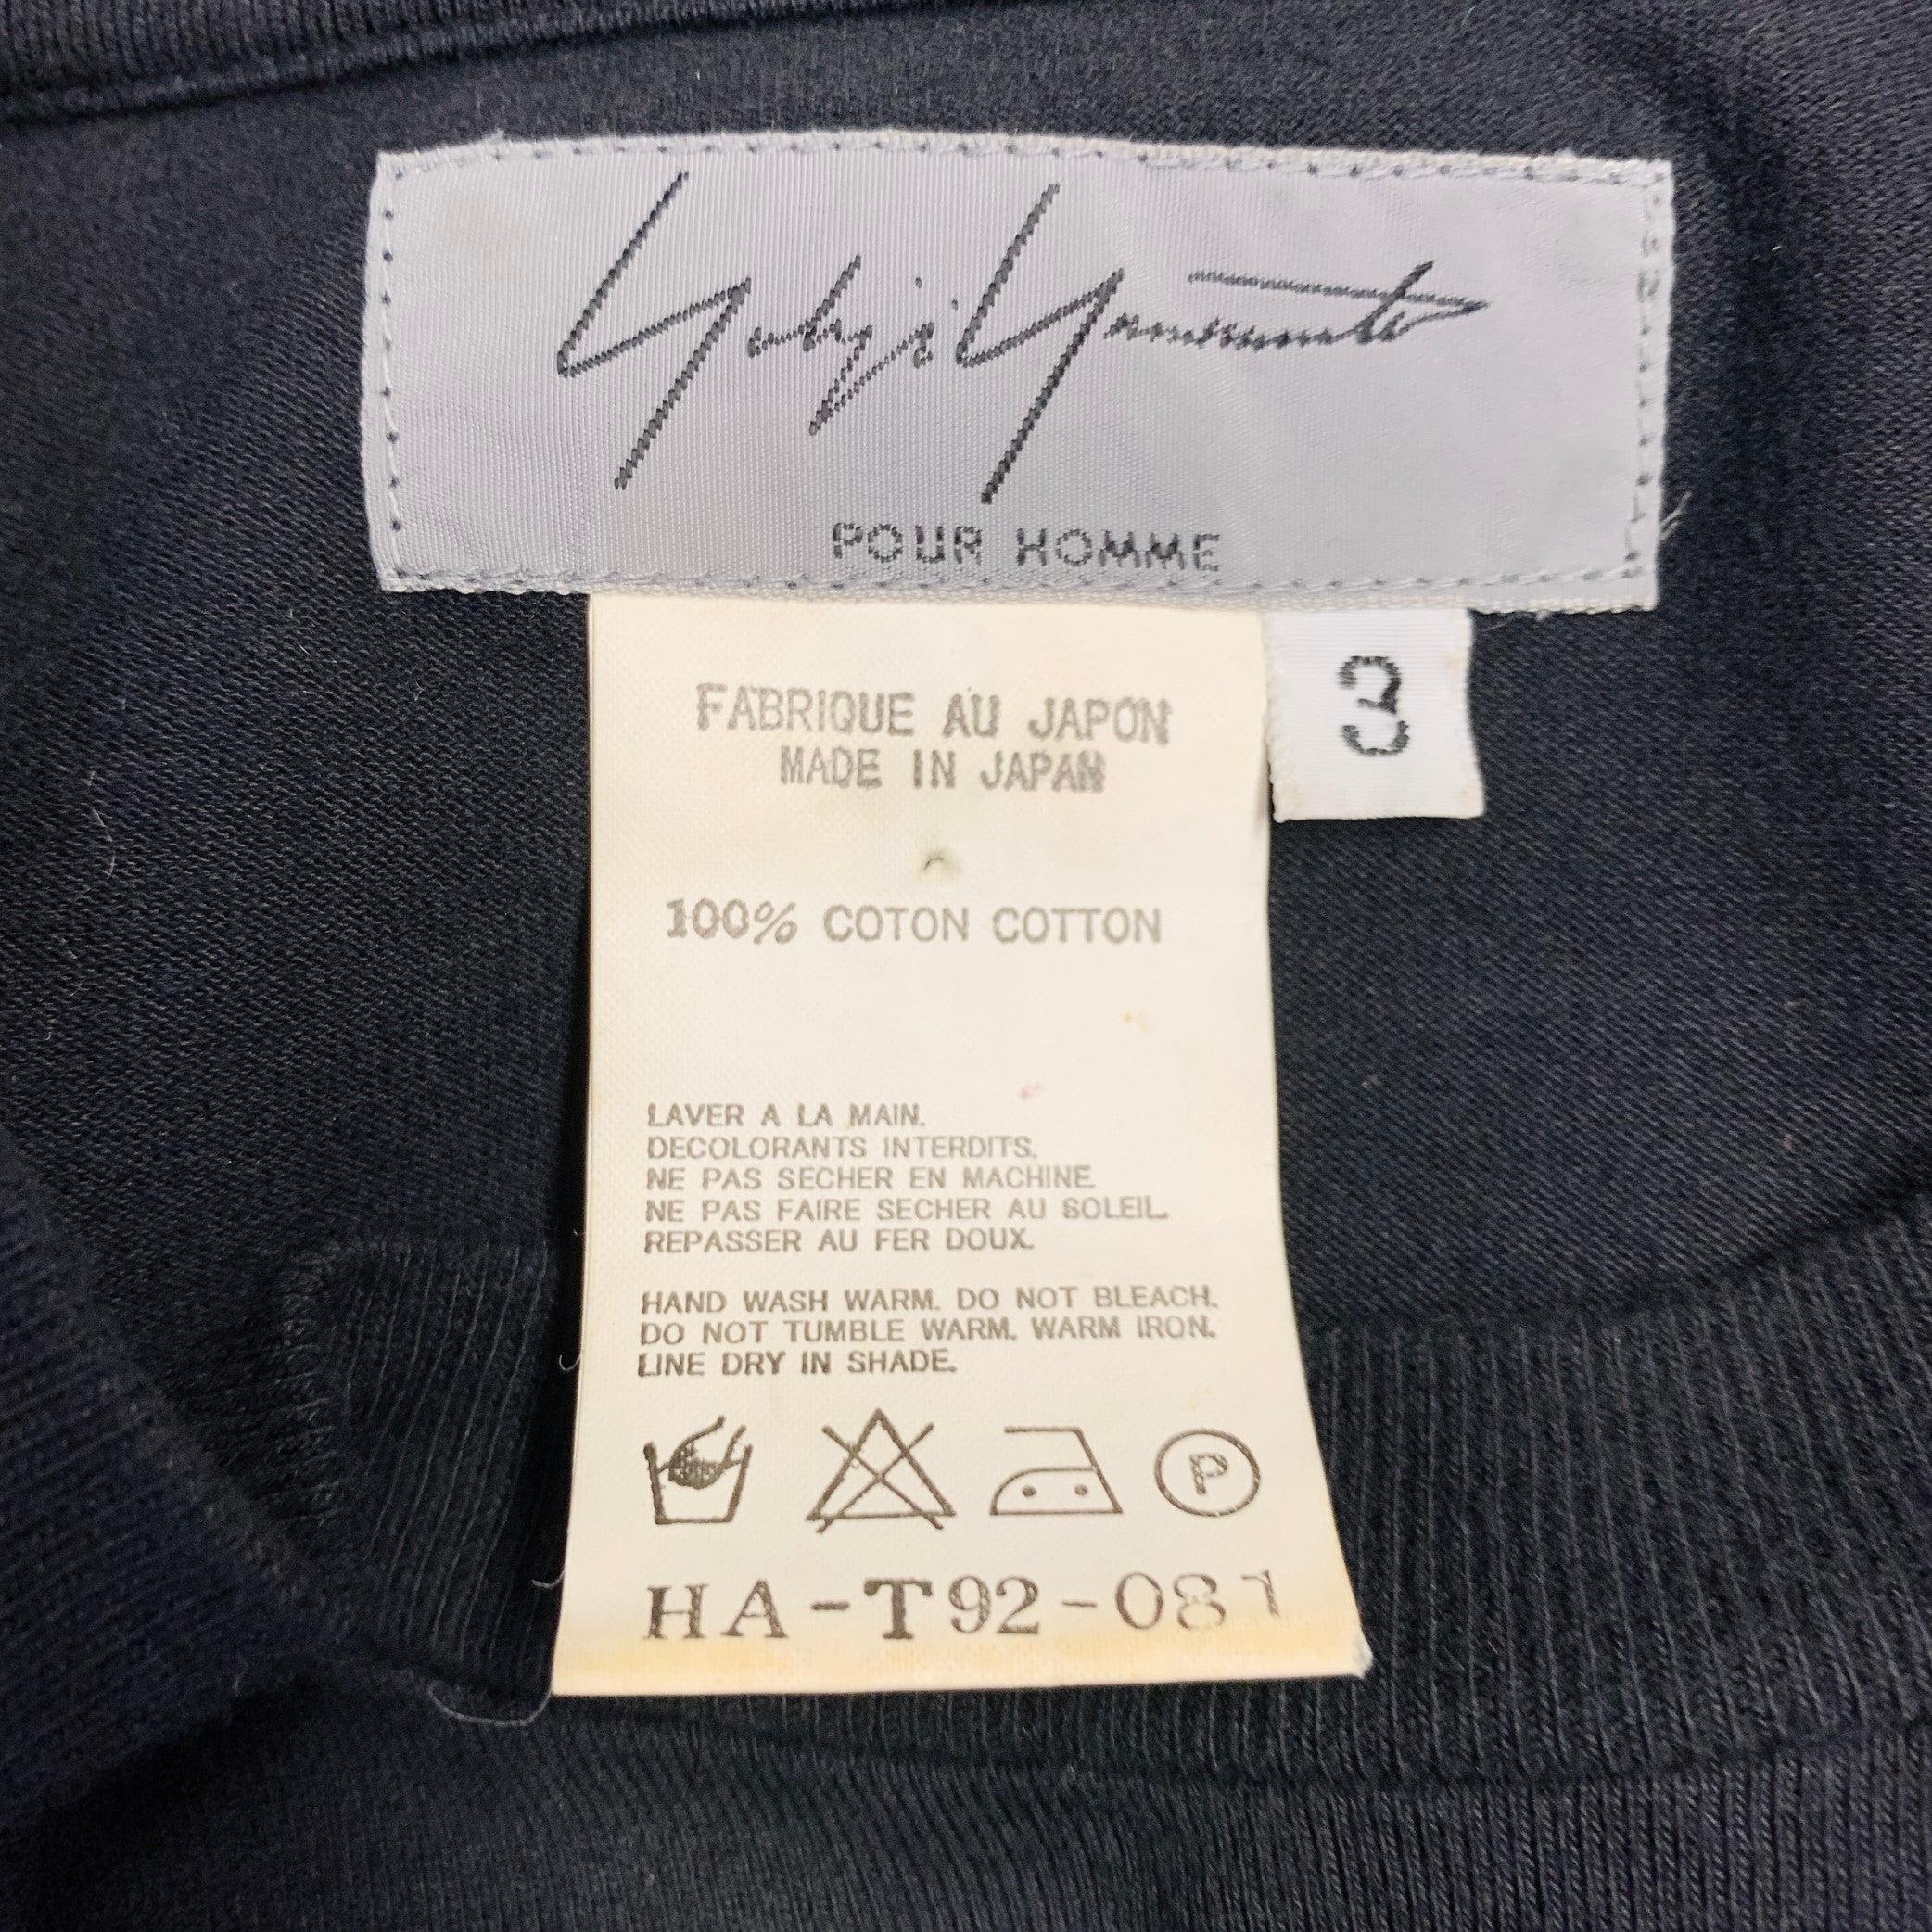 Yohji Yamamoto
POUR HOMME
3
FABRIQUE AU JAPON
MADE IN JAPAN
100% COTON COTTON
LAVER A LA MAIN.
DECOLORANTS INTERDITS.
NE PAS SECHER EN MACHINE.
NE PAS FAIRE SECHER AU SOLEIL.
REPASSER AU FER DOUX.
HAND WASH WARM. DO NOT BLEACH.
DO NOT TUMBLE WARM. WARM IRON.
LINE DRY IN SHADE.
P
HA-T92-081